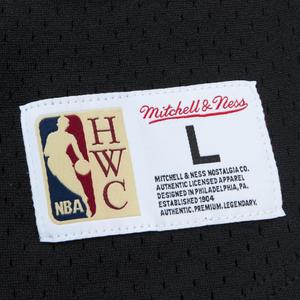 Mitchell & Ness
NBA
H
W
C
L
MITCHELL & NESS NOSTALGIA CO.
AUTHENTIC LICENSED APPAREL
DESIGNED IN PHILADELPHIA, PA.
ESTABLISHED 1904
AUTHENTIC. PREMIUM. LEGENDARY.